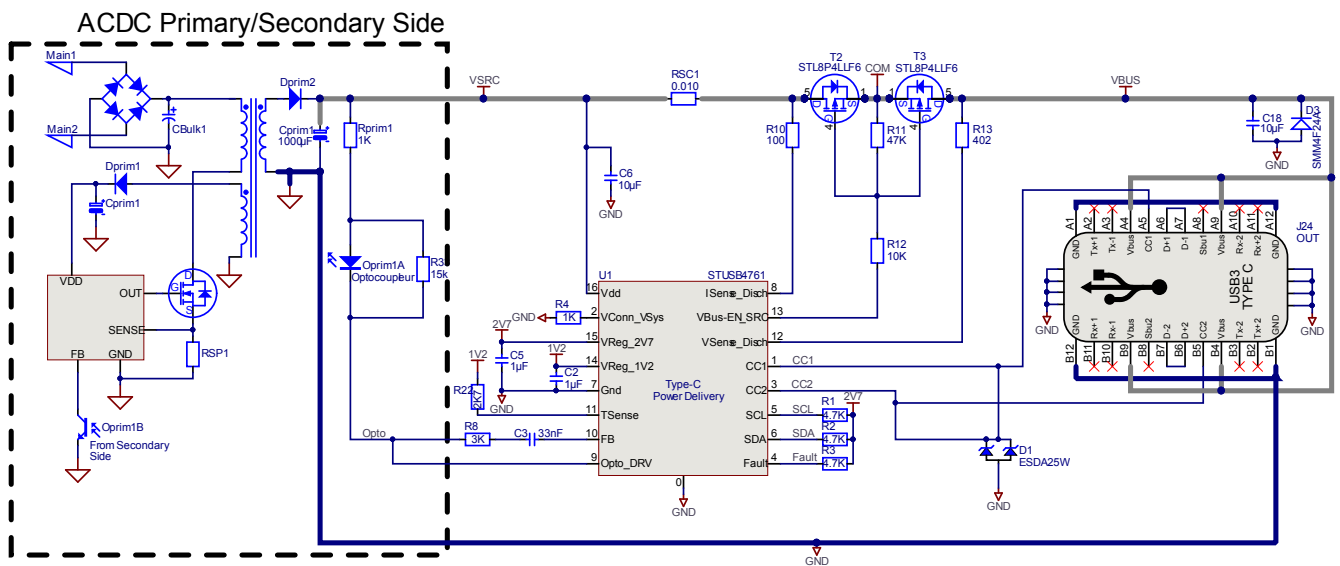 ACDC Primary/Secondary Side
Main1
Main2
CBulk1
Dprim2
Cprim1
1000µF
Rprim1
1K
Dprim1
Cprim1
Oprim1A
Optocoupleur
R3
15k
VDD
OUT
SENSE
FB
GND
D
G
S
RSP1
Oprim1B
From Secondary
Side
VSRC
RSC1
0.010
T2
STL8P4LLF6
COM
T3
STL8P4LLF6
VBUS
5
D
S
1
G
4
1
S
D
5
G
4
R10
100
R11
47K
R13
402
R12
10K
C6
10µF
GND
C18
10µF
GND
D3
SMM4F24A
U1
STUSB4761
Type-C
Power Delivery
16 Vdd
2 VConn_VSys
15 VReg_2V7
14 VReg_1V2
7 Gnd
11 TSense
10 FB
9 Opto_DRV
ISense_Disch 8
VBus-EN_SRC 13
VSense_Disch 12
CC1 1
CC2 3
SCL 5
SDA 6
Fault 4
0
GND
GND
R4
1K
2V7
C5
1µF
1V2
C2
1µF
GND
1V2
R22
2K7
Opto
R8
3K
C3
33nF
CC1
CC2
SCL
SDA
Fault
2V7
R1
4.7K
R2
4.7K
R3
4.7K
D1
ESDA25W
GND
GND
J24
OUT
USB3
TYPE C
A1 GND
A2 Tx+1
A3 Tx-1
A4 Vbus
A5 CC1
A6 D+1
A7 D-1
A8 Sbu1
A9 Vbus
A10 Rx-2
A11 Rx+2
A12 GND
B12 GND
B11 Rx+1
B10 Rx-1
B9 Vbus
B8 Sbu2
B7 D-2
B6 D+2
B5 CC2
B4 Vbus
B3 Tx-2
B2 Tx+2
B1 GND
GND
GND